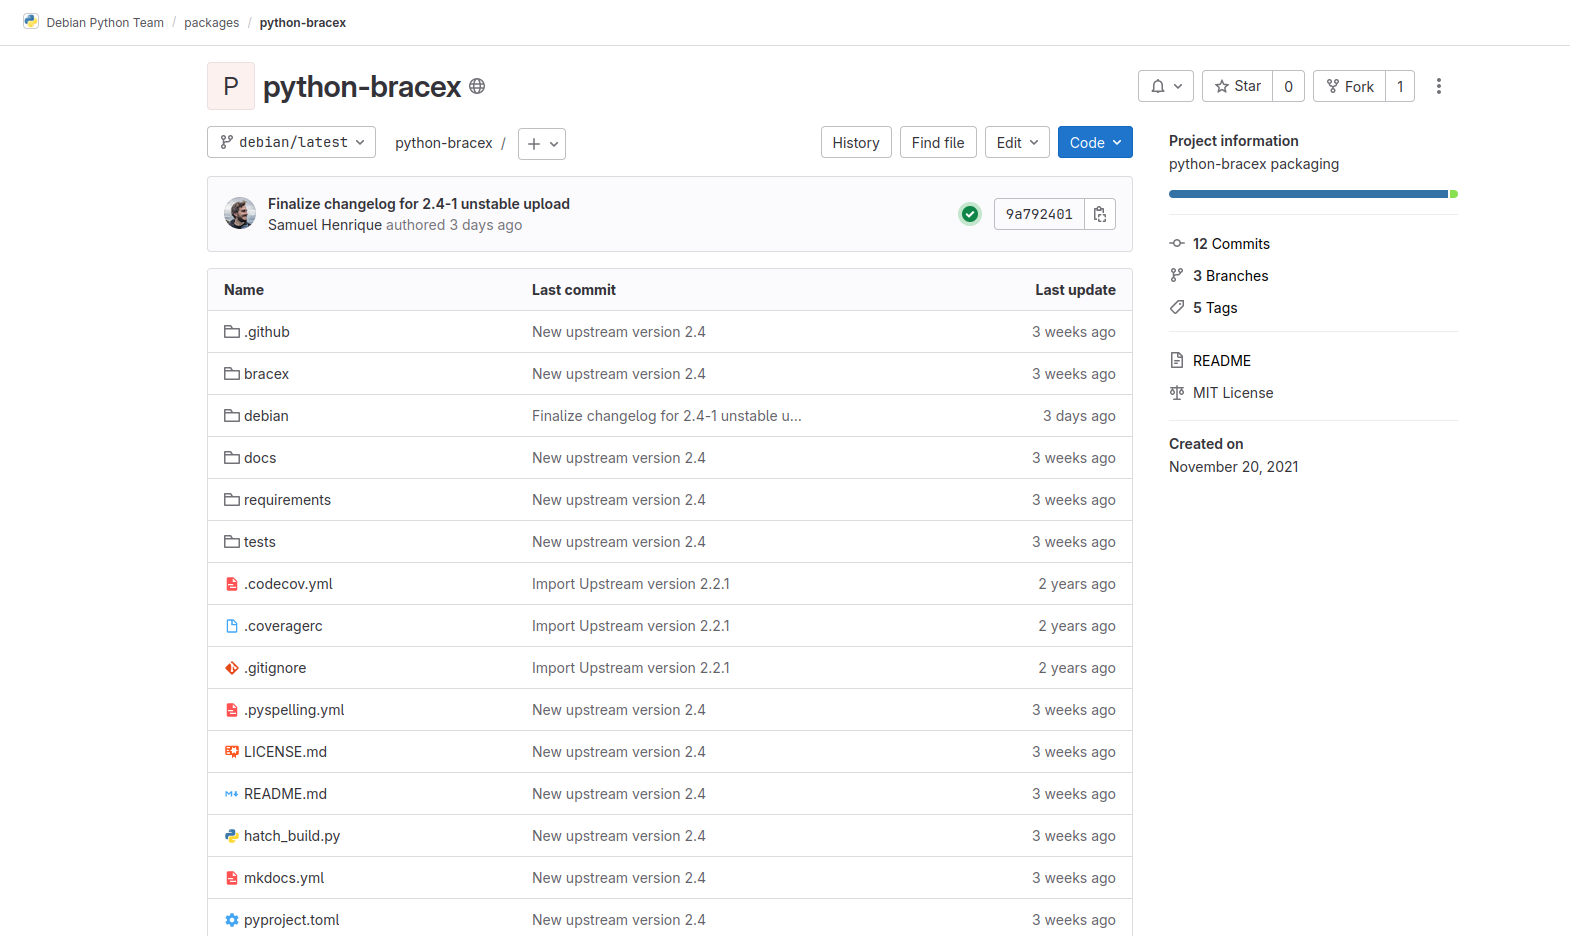 Debian Python Team / packages / python-bracex
P python-bracex
Star 0 Fork 1
debian/latest python-bracex / History Find file Edit Code
Finalize changelog for 2.4-1 unstable upload
Samuel Henrique authored 3 days ago
9a792401
Name Last commit Last update
.github New upstream version 2.4 3 weeks ago
bracex New upstream version 2.4 3 weeks ago
debian Finalize changelog for 2.4-1 unstable u... 3 days ago
docs New upstream version 2.4 3 weeks ago
requirements New upstream version 2.4 3 weeks ago
tests New upstream version 2.4 3 weeks ago
.codecov.yml Import Upstream version 2.2.1 2 years ago
.coveragerc Import Upstream version 2.2.1 2 years ago
.gitignore Import Upstream version 2.2.1 2 years ago
.pyspelling.yml New upstream version 2.4 3 weeks ago
LICENSE.md New upstream version 2.4 3 weeks ago
README.md New upstream version 2.4 3 weeks ago
hatch_build.py New upstream version 2.4 3 weeks ago
mkdocs.yml New upstream version 2.4 3 weeks ago
pyproject.toml New upstream version 2.4 3 weeks ago
Project information
python-bracex packaging
12 Commits
3 Branches
5 Tags
README
MIT License
Created on
November 20, 2021